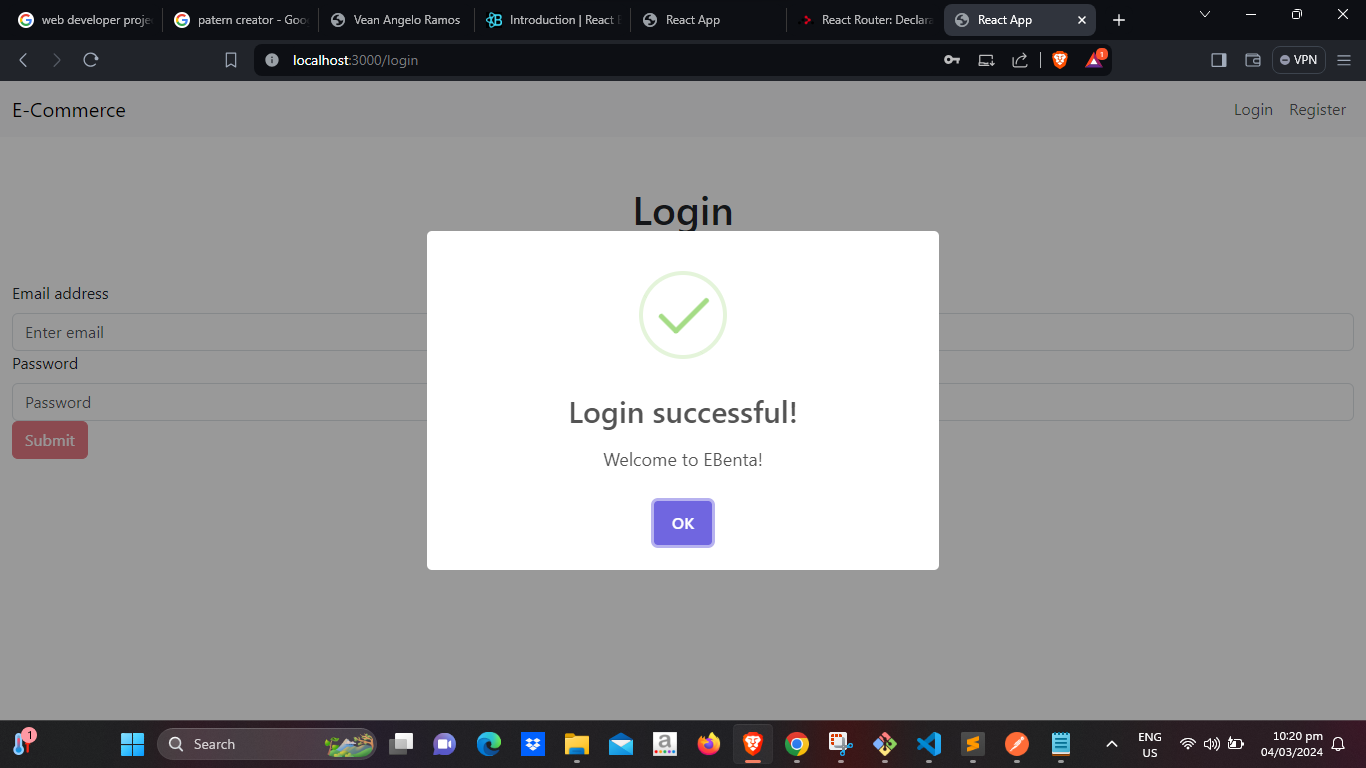 web developer proje
patern creator - Goo
Vean Angelo Ramos
Introduction | React B
React App
React Router: Declara
React App
localhost:3000/login
1
VPN
E-Commerce
Login
Register
Login
Email address
Enter email
Password
Password
Submit
Login successful!
Welcome to EBenta!
OK
1
Search
a
ENG
US
10:20 pm
04/03/2024